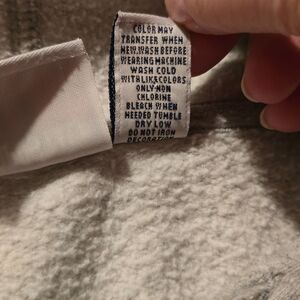 COLOR MAY
TRANSFER WHEN
NEW.WASH BEFORE
WEARING MACHINE
WASH COLD
WITH LIKE COLORS
ONLY NON
CHLORINE
BLEACH WHEN
NEEDED TUMBLE
DRY LOW
DO NOT IRON
DECORATION